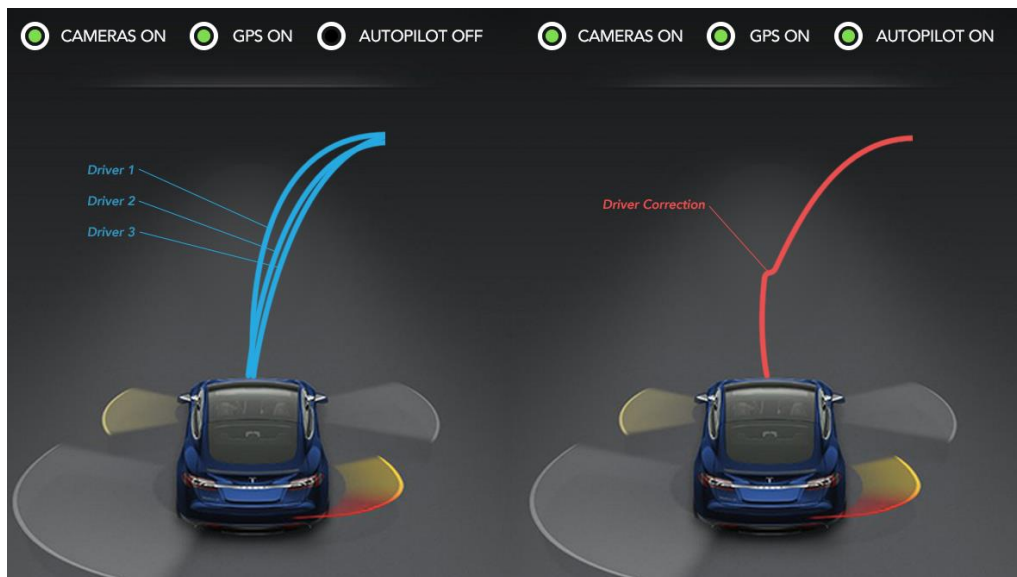 CAMERAS ON GPS ON AUTOPILOT OFF
CAMERAS ON GPS ON AUTOPILOT ON
Driver 1
Driver 2
Driver 3
Driver Correction